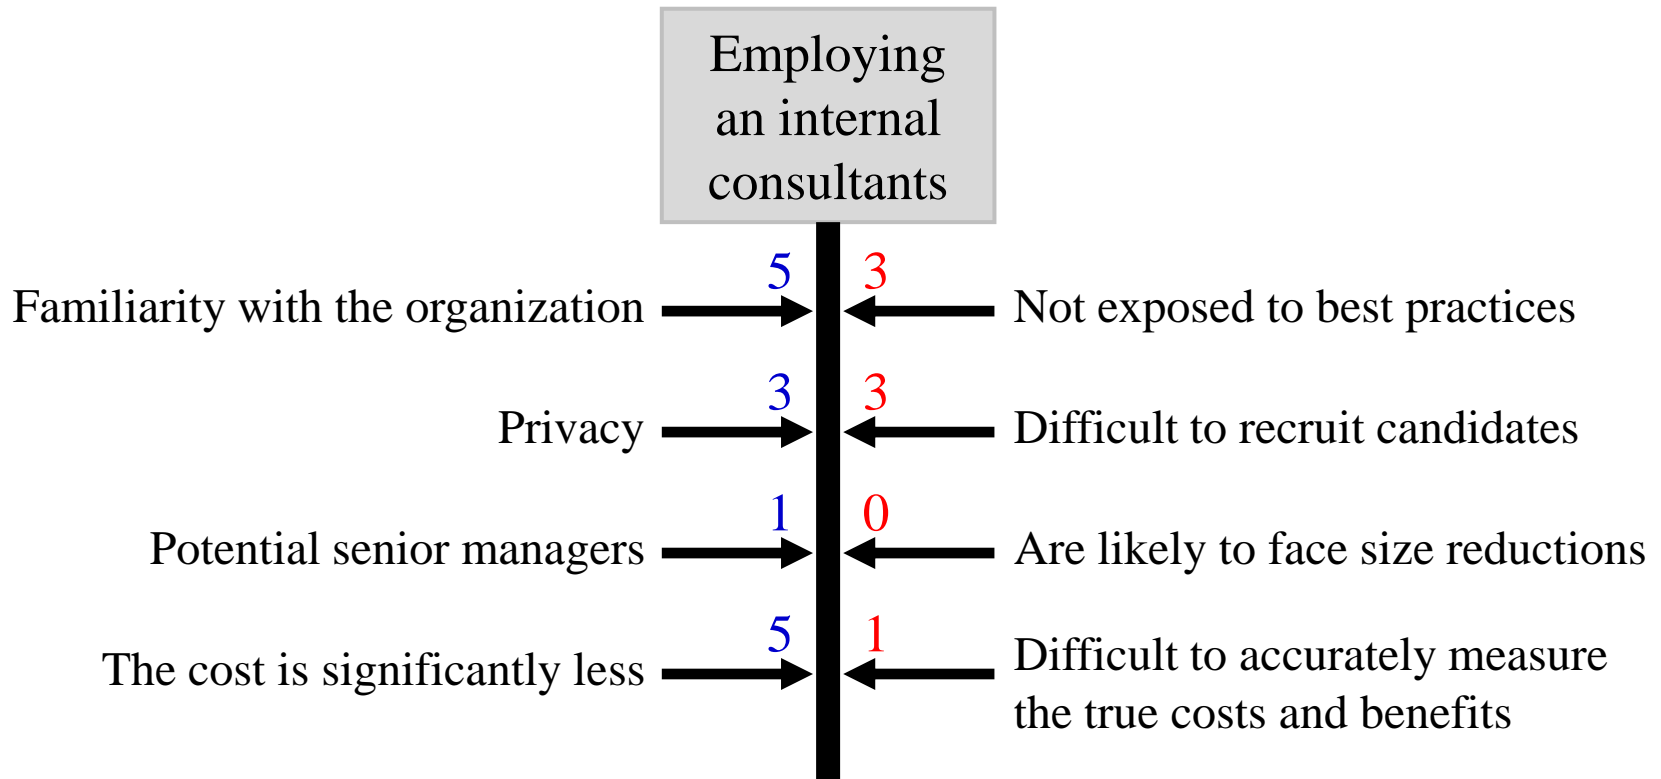 Employing
an internal
consultants
5 3
Familiarity with the organization Not exposed to best practices
3 3
Privacy Difficult to recruit candidates
1 0
Potential senior managers Are likely to face size reductions
5 1
The cost is significantly less Difficult to accurately measure
the true costs and benefits